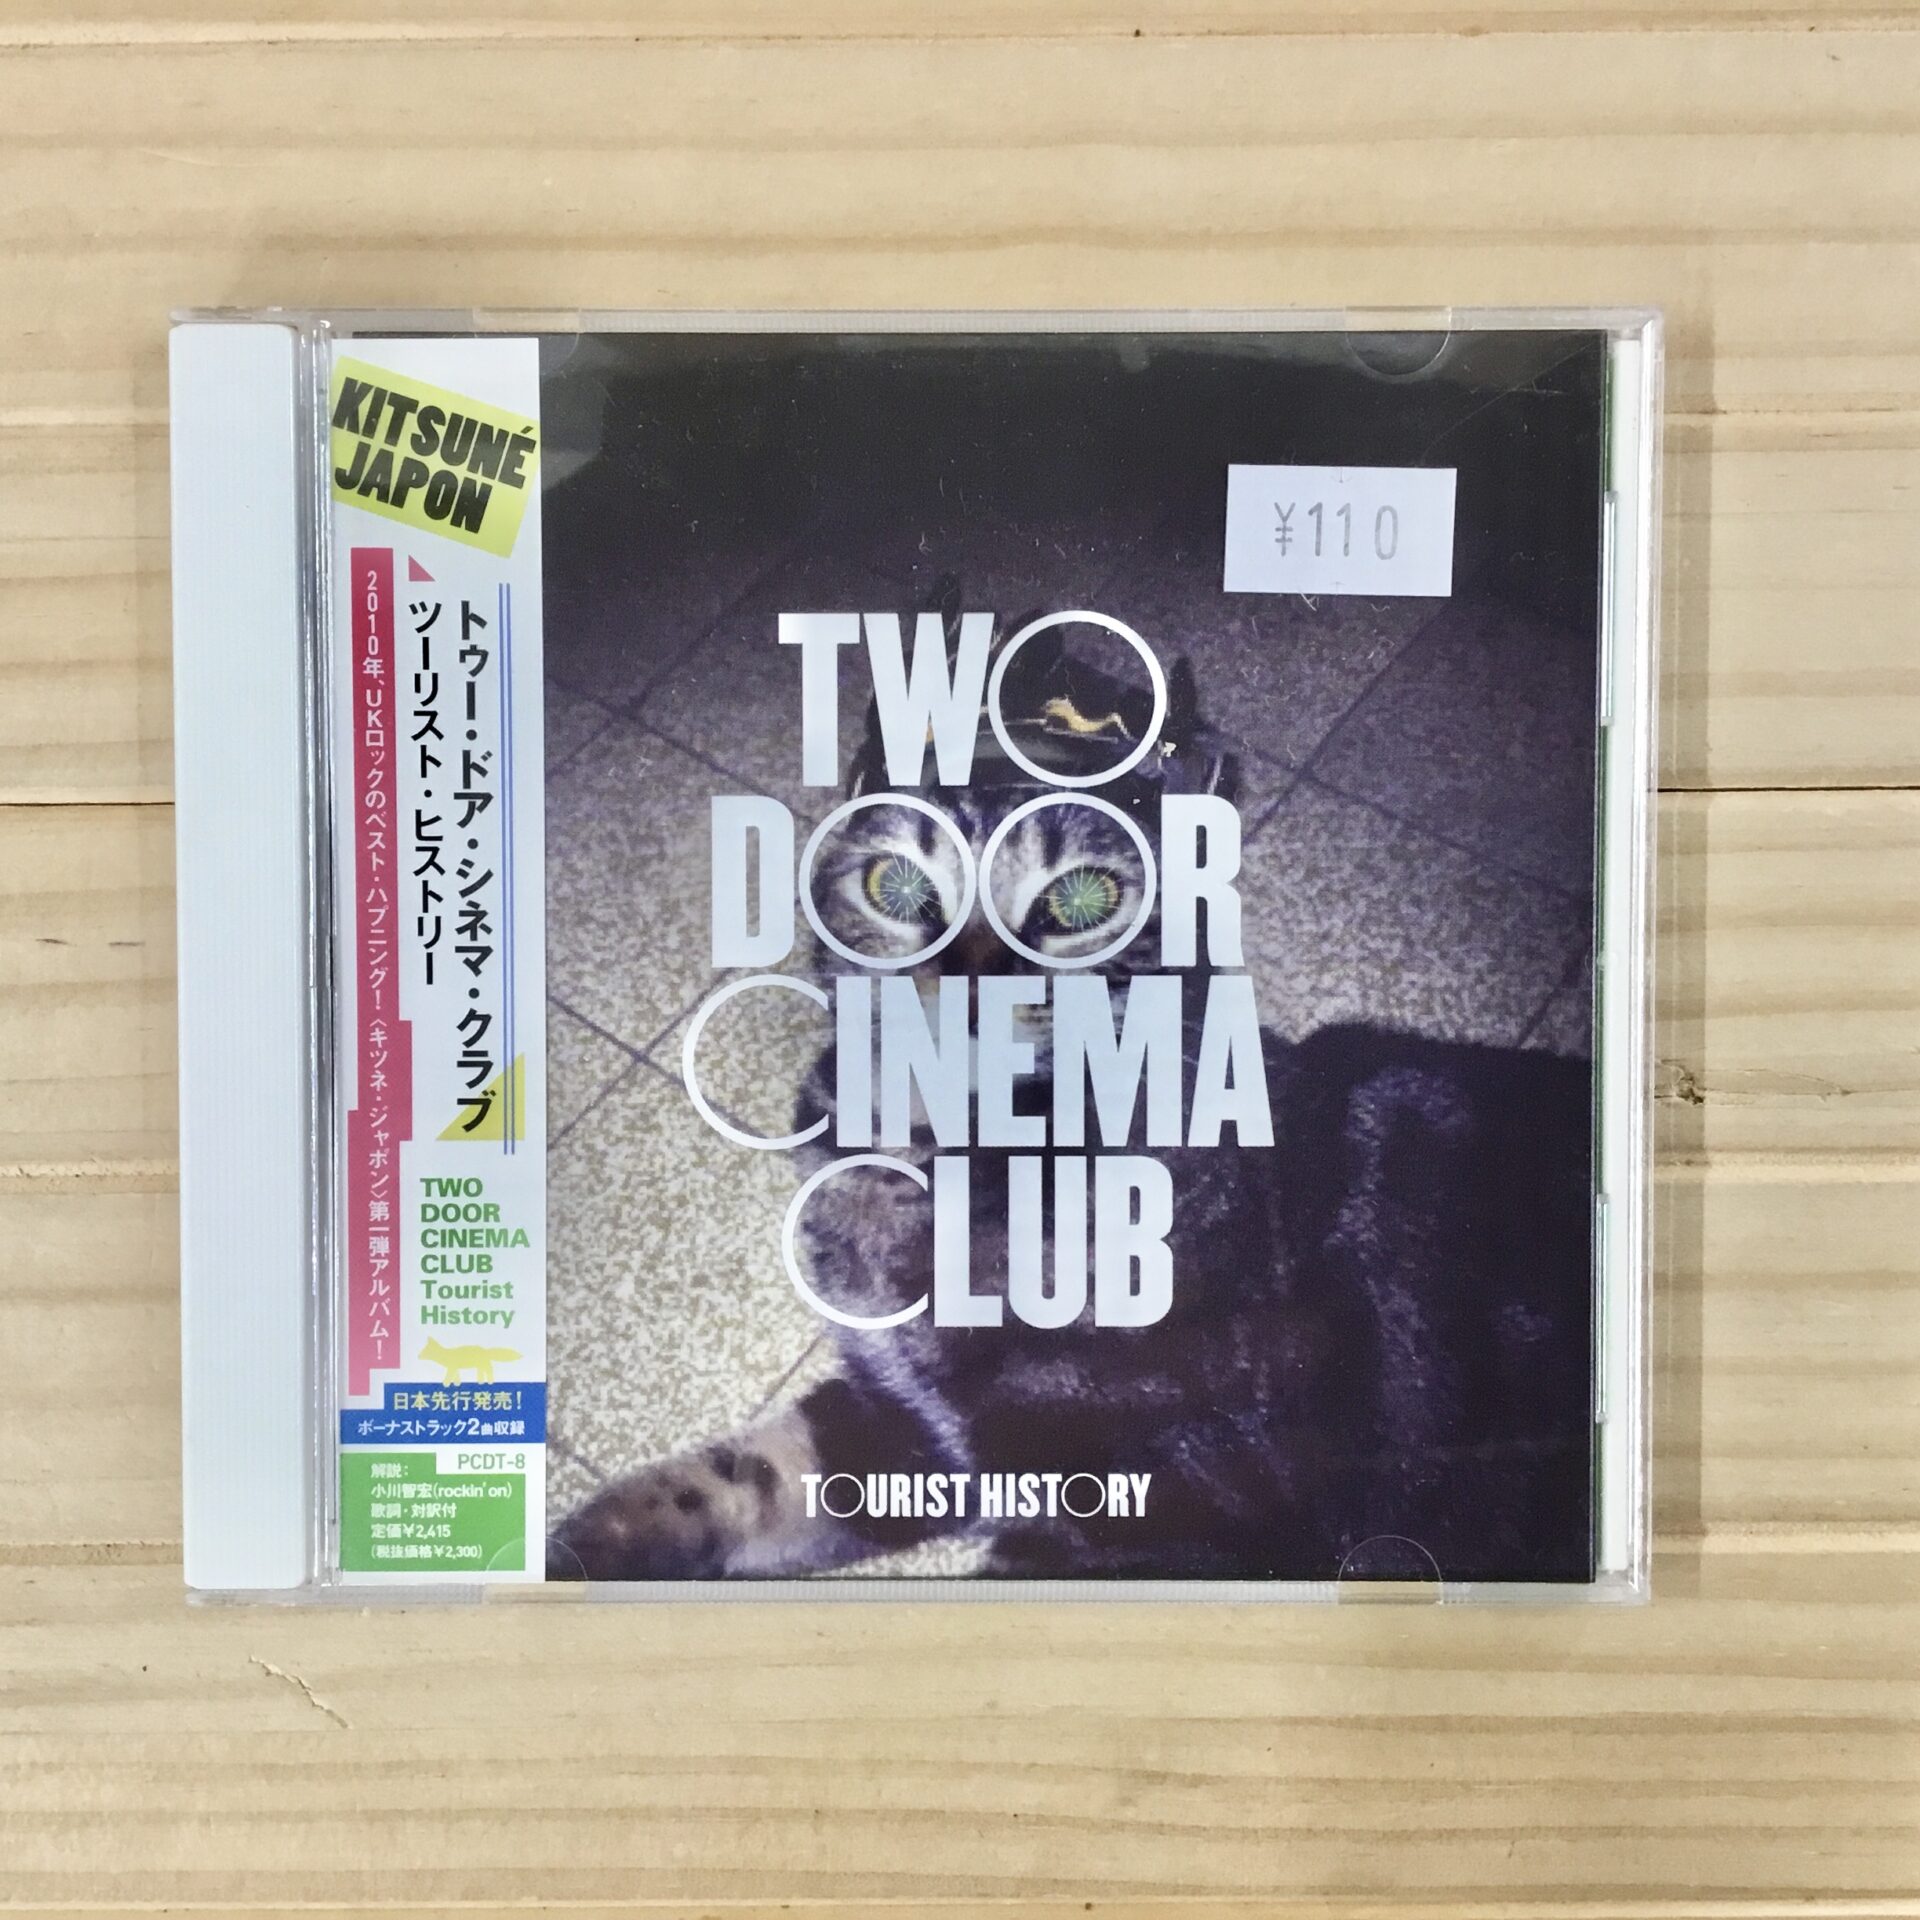 KITSUNÉ
JAPON
トゥー・ドア・シネマ・クラブ
ツーリスト・ヒストリー
2010年、UKロックのベスト・ハプニング!〈キツネ・ジャポン〉第一弾アルバム!
TWO
DOOR
CINEMA
CLUB
Tourist
History
日本先行発売!
ボーナストラック2曲収録
PCDT-8
解説:
小川智宏(rockin'on)
歌詞・対訳付
定価¥2,415
(税抜価格¥2,300)
¥110
TWO
DOOR
CINEMA
CLUB
TOURIST HISTORY